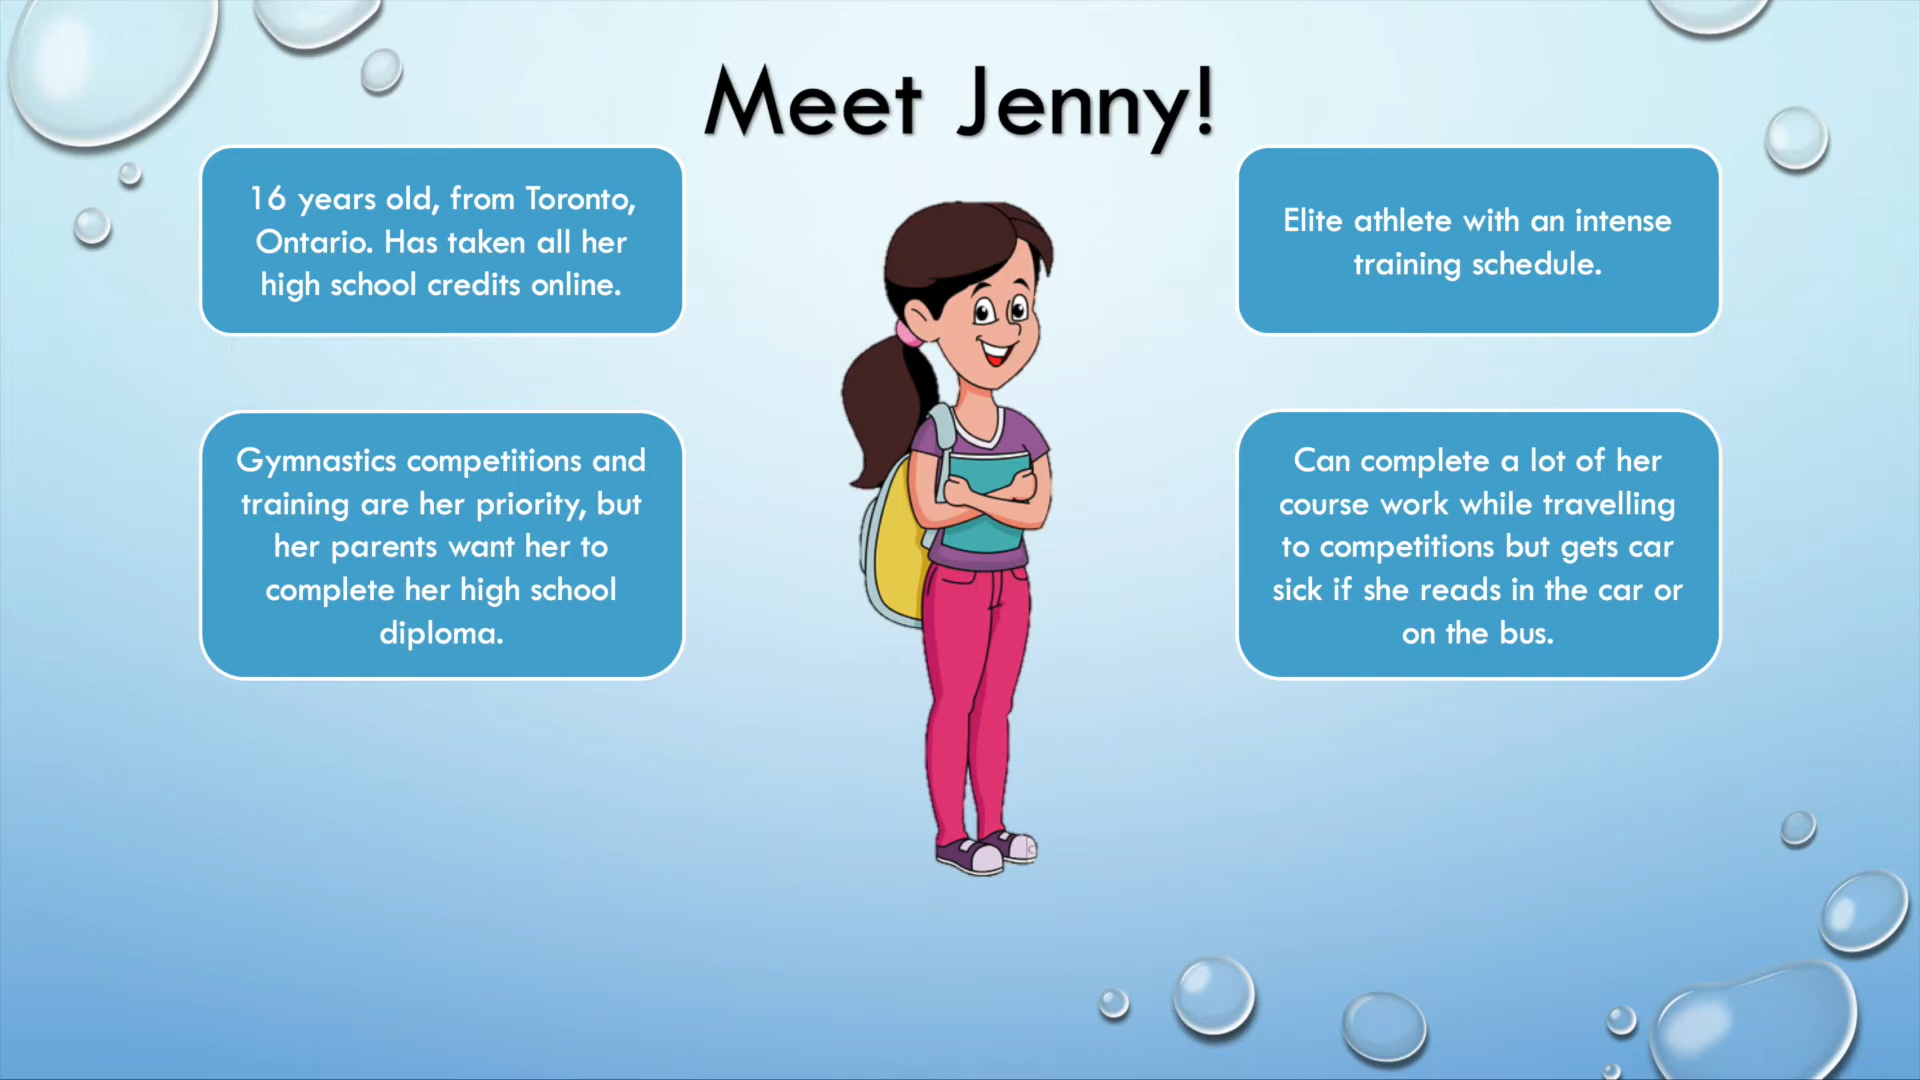 Meet Jenny!
16 years old, from Toronto,
Ontario. Has taken all her
high school credits online.
Elite athlete with an intense
training schedule.
Gymnastics competitions and
training are her priority, but
her parents want her to
complete her high school
diploma.
Can complete a lot of her
course work while travelling
to competitions but gets car
sick if she reads in the car or
on the bus.